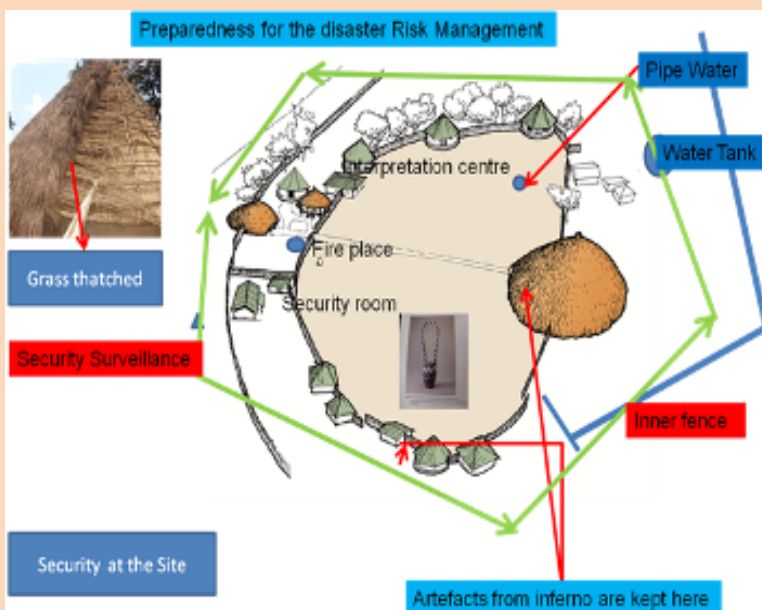 Preparedness for the disaster Risk Management
Pipe Water
Interpretation centre
Water Tank
Fire place
Grass thatched
Security room
Security Surveillance
Inner fence
Security at the Site
Artefacts from inferno are kept here